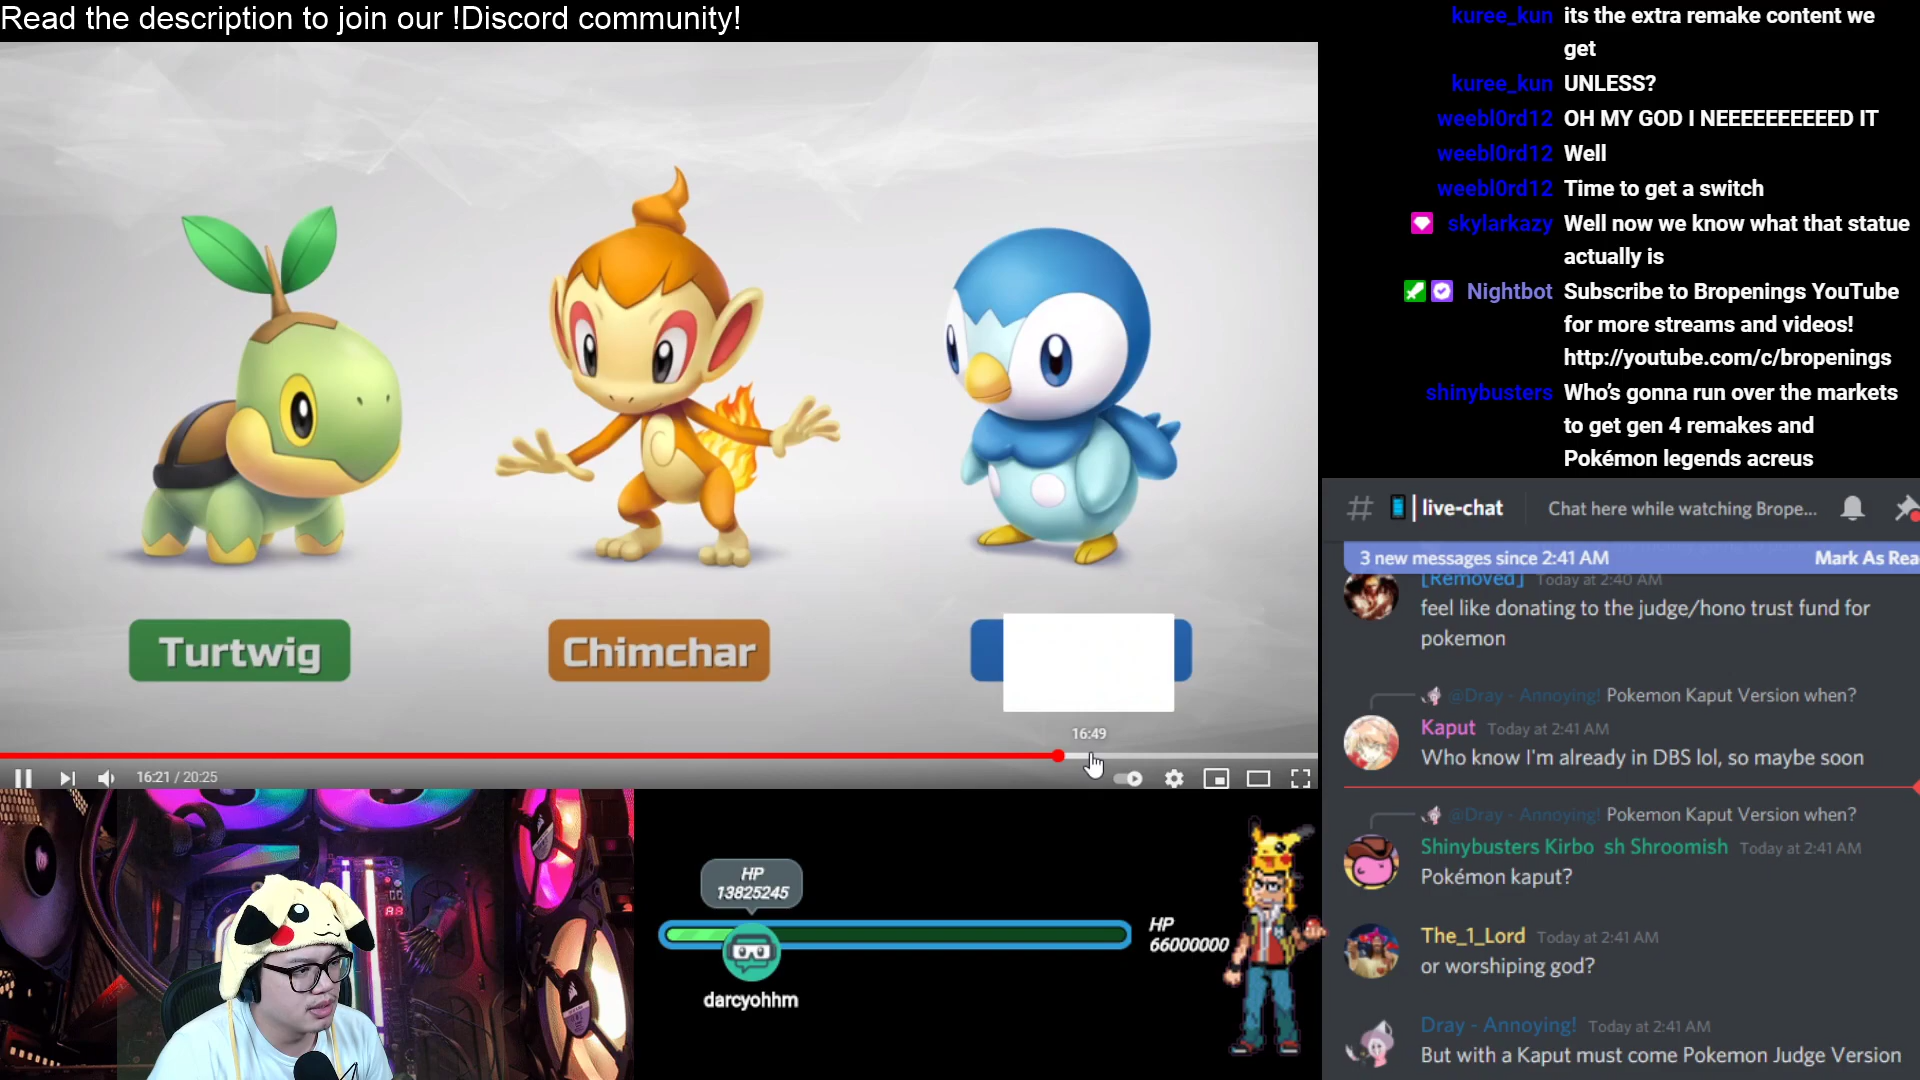 Read the description to join our !Discord community!
Turtwig
Chimchar
16:49
16:21 / 20:25
HP
13825245
HP
66000000
darcyohhm
kuree_kun its the extra remake content we
get
kuree_kun UNLESS?
weebl0rd12 OH MY GOD I NEEEEEEEEEED IT
weebl0rd12 Well
weebl0rd12 Time to get a switch
skylarkazy Well now we know what that statue
actually is
Nightbot Subscribe to Bropenings YouTube
for more streams and videos!
http://youtube.com/c/bropenings
shinybusters Who's gonna run over the markets
to get gen 4 remakes and
Pokémon legends acreus
# | live-chat Chat here while watching Brope...
3 new messages since 2:41 AM Mark As Rea
[Removed] Today at 2:40 AM
feel like donating to the judge/hono trust fund for
pokemon
@Dray - Annoying! Pokemon Kaput Version when?
Kaput Today at 2:41 AM
Who know I'm already in DBS lol, so maybe soon
@Dray - Annoying! Pokemon Kaput Version when?
Shinybusters Kirbo sh Shroomish Today at 2:41 AM
Pokémon kaput?
The_1_Lord Today at 2:41 AM
or worshiping god?
Dray - Annoying! Today at 2:41 AM
But with a Kaput must come Pokemon Judge Version